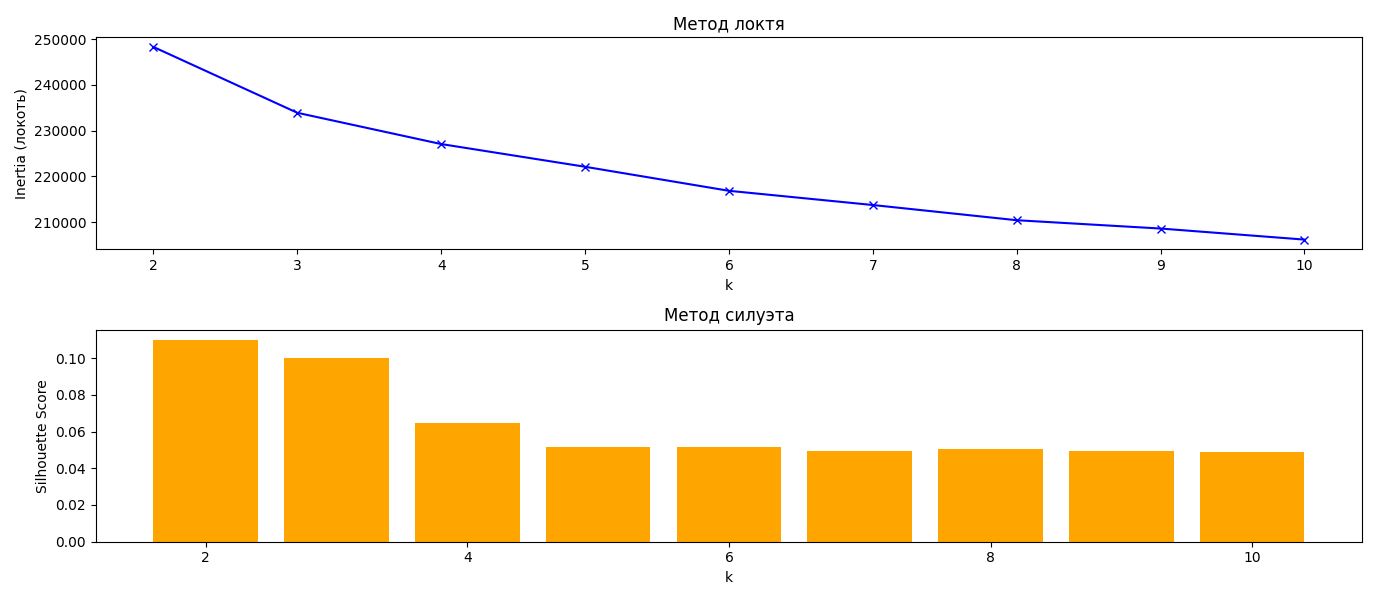 Метод локтя
250000
240000
230000
220000
210000
Inertia (локоть)
2 3 4 5 6 7 8 9 10
k
Метод силуэта
0.10
0.08
0.06
0.04
0.02
0.00
Silhouette Score
2 4 6 8 10
k